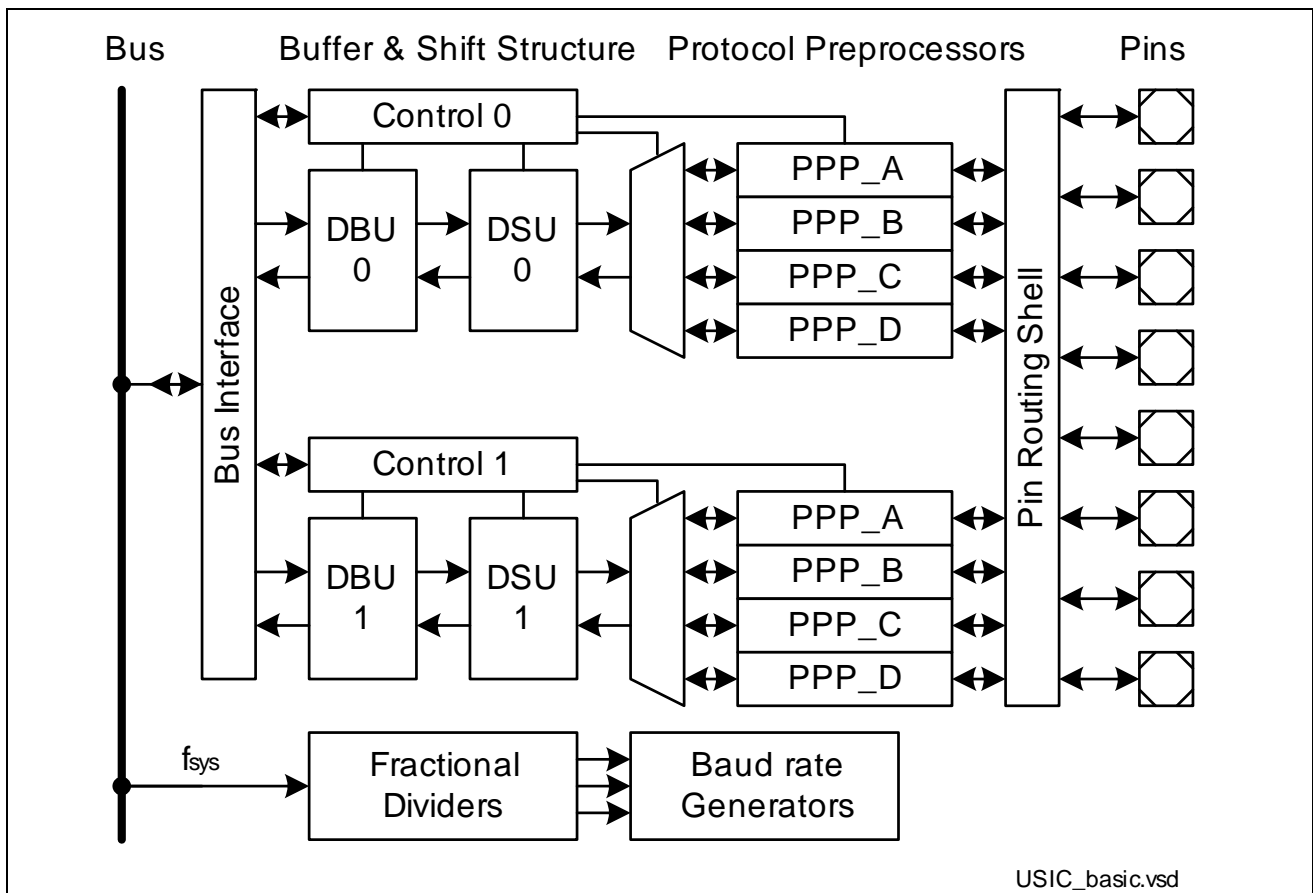 Bus Buffer & Shift Structure Protocol Preprocessors Pins
Control 0
PPP_A
DBU DSU PPP_B
0 0 PPP_C
PPP_D
Bus Interface
Pin Routing Shell
Control 1
PPP_A
DBU DSU PPP_B
1 1 PPP_C
PPP_D
fsys Fractional Baud rate
Dividers Generators
USIC_basic.vsd